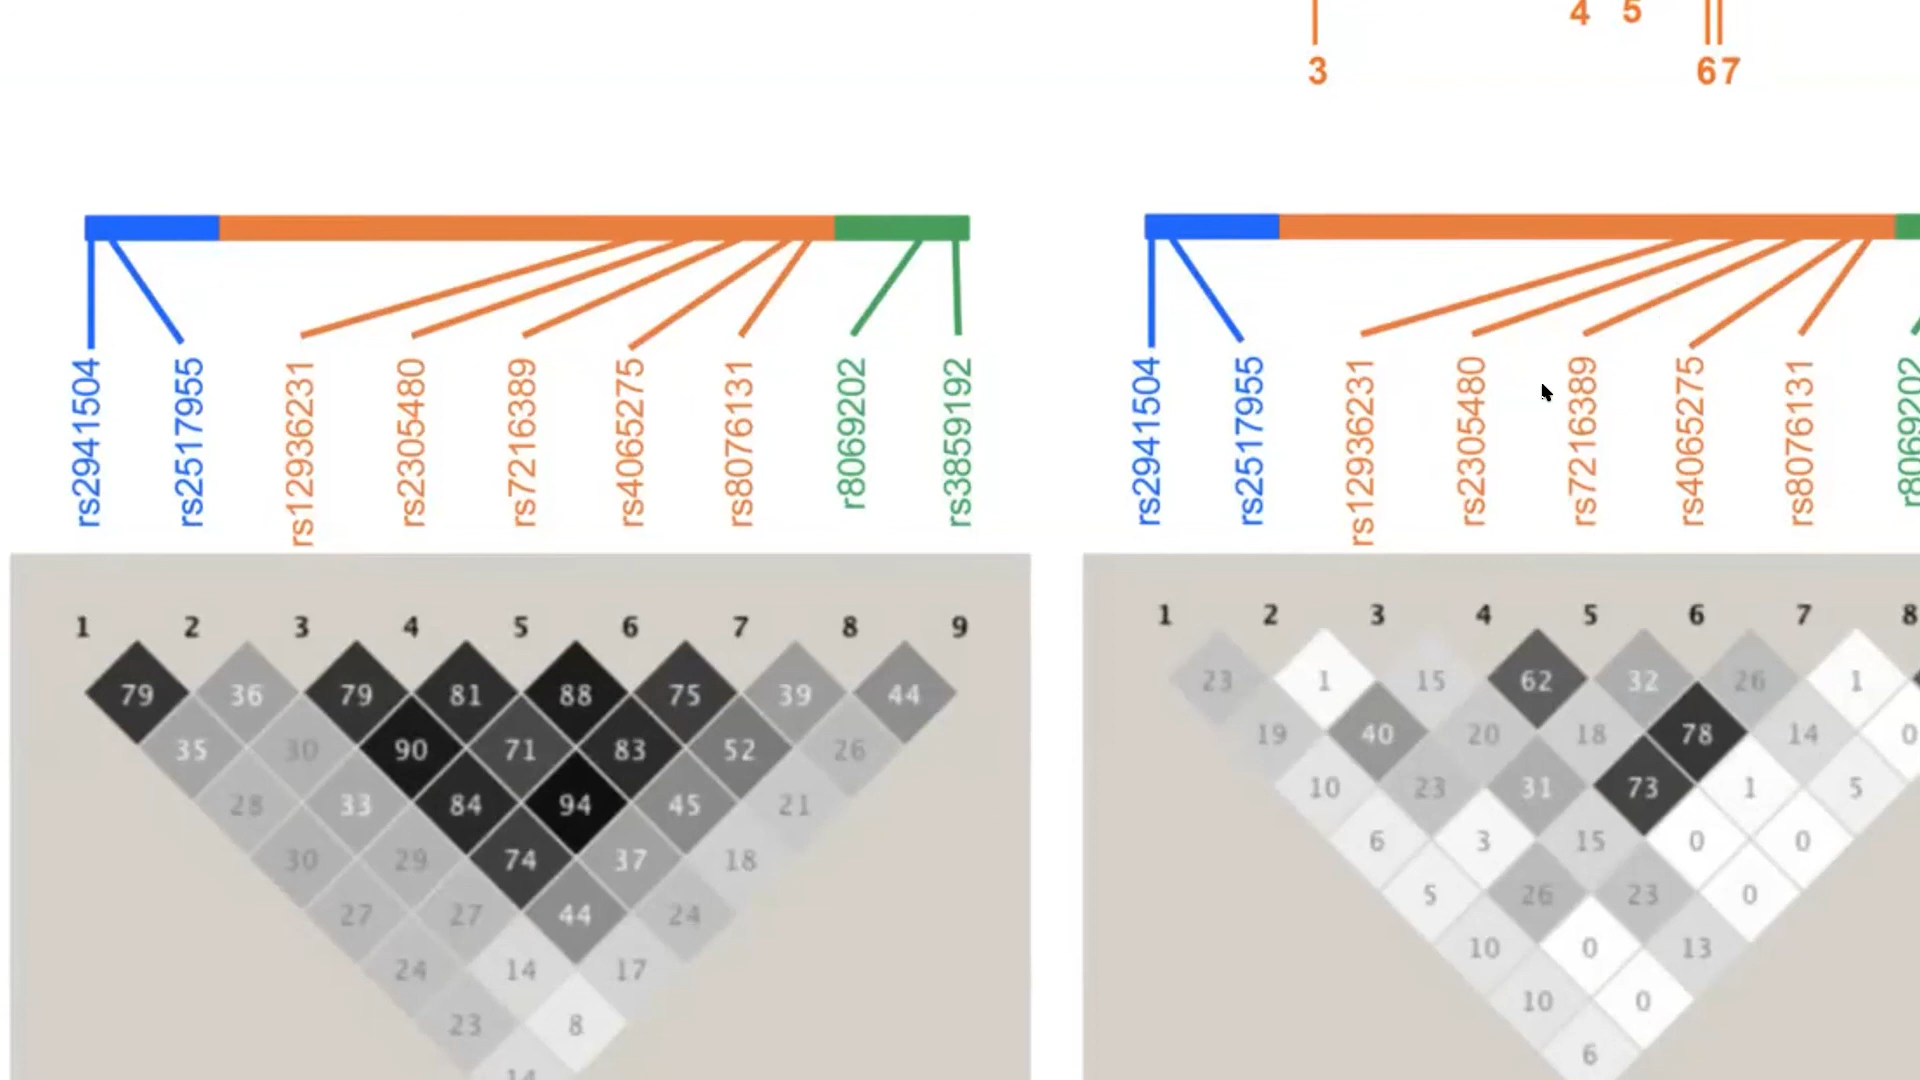 4 5
3 67
rs2941504 rs2517955 rs12936231 rs2305480 rs7216389 rs4065275 rs8076131 r8069202 rs3859192
rs2941504 rs2517955 rs12936231 rs2305480 rs7216389 rs4065275 rs8076131 r8069202
1 2 3 4 5 6 7 8 9
79 36 79 81 88 75 39 44
35 30 90 71 83 52 26
28 33 84 94 45 21
30 29 74 37 18
27 27 44 24
24 14 17
23 8
14
1 2 3 4 5 6 7 8
23 1 15 62 32 26 1
19 40 20 18 78 14 0
10 23 31 73 1 5
6 3 15 0 0
5 26 23 0
10 0 13
10 0
6